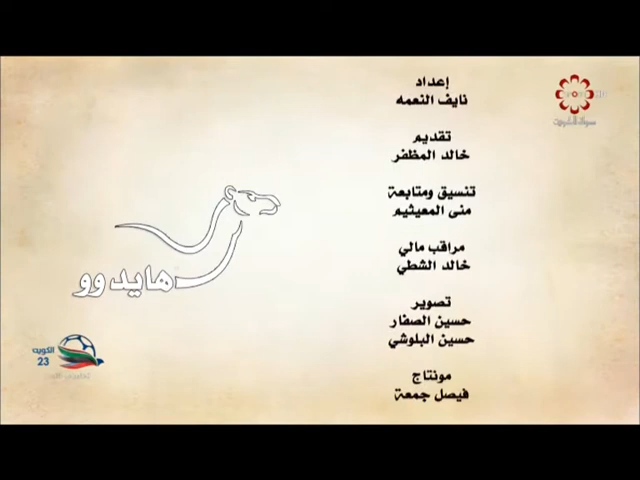 إعداد
نايف النعمه
تقديم
خالد المظفر
تنسيق ومتابعة
منى المعيثيم
مراقب مالي
خالد الشطي
تصوير
حسين الصفار
حسين البلوشي
مونتاج
فيصل جمعة
هايدوو
الكويت
23